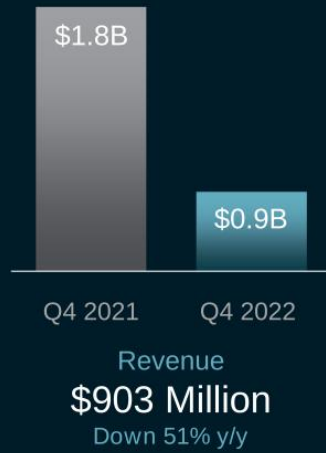 $1.8B
$0.9B
Q4 2021 Q4 2022
Revenue
$903 Million
Down 51% y/y